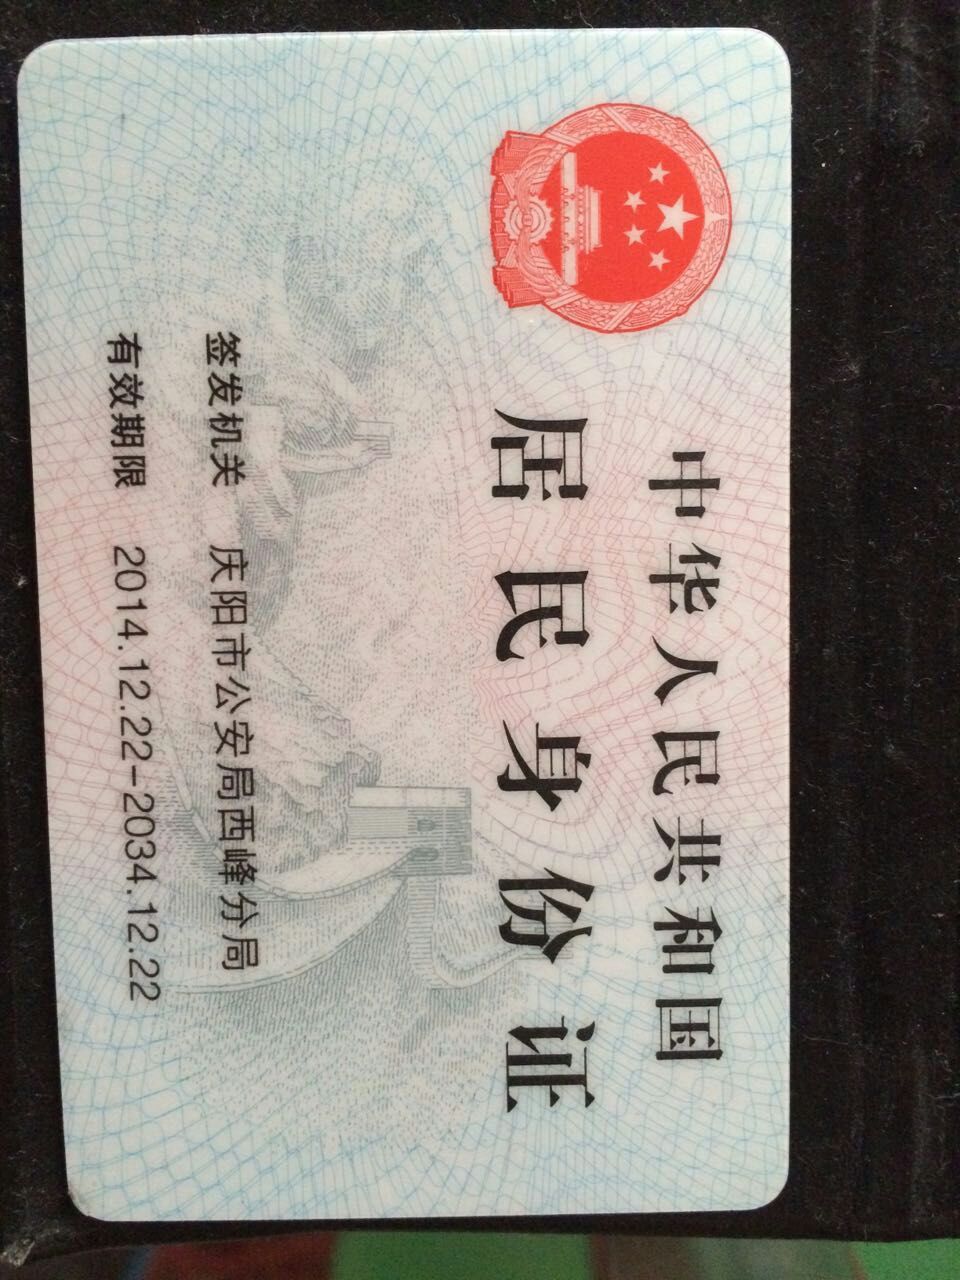 中华人民共和国
居民身份证
签发机关 庆阳市公安局西峰分局
有效期限 2014.12.22-2034.12.22